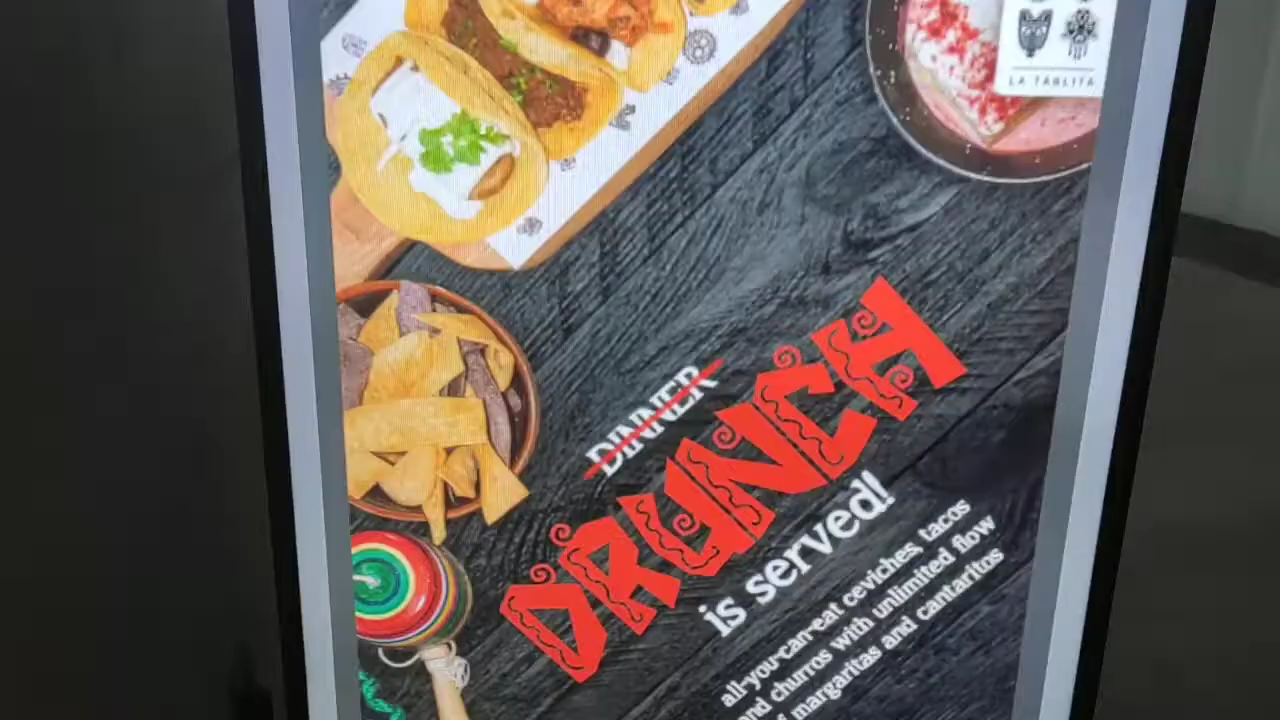 LA TABLITA
DINNER
DRUNCH
is served!
all-you-can-eat ceviches, tacos
and churros with unlimited flow
of margaritas and cantaritos